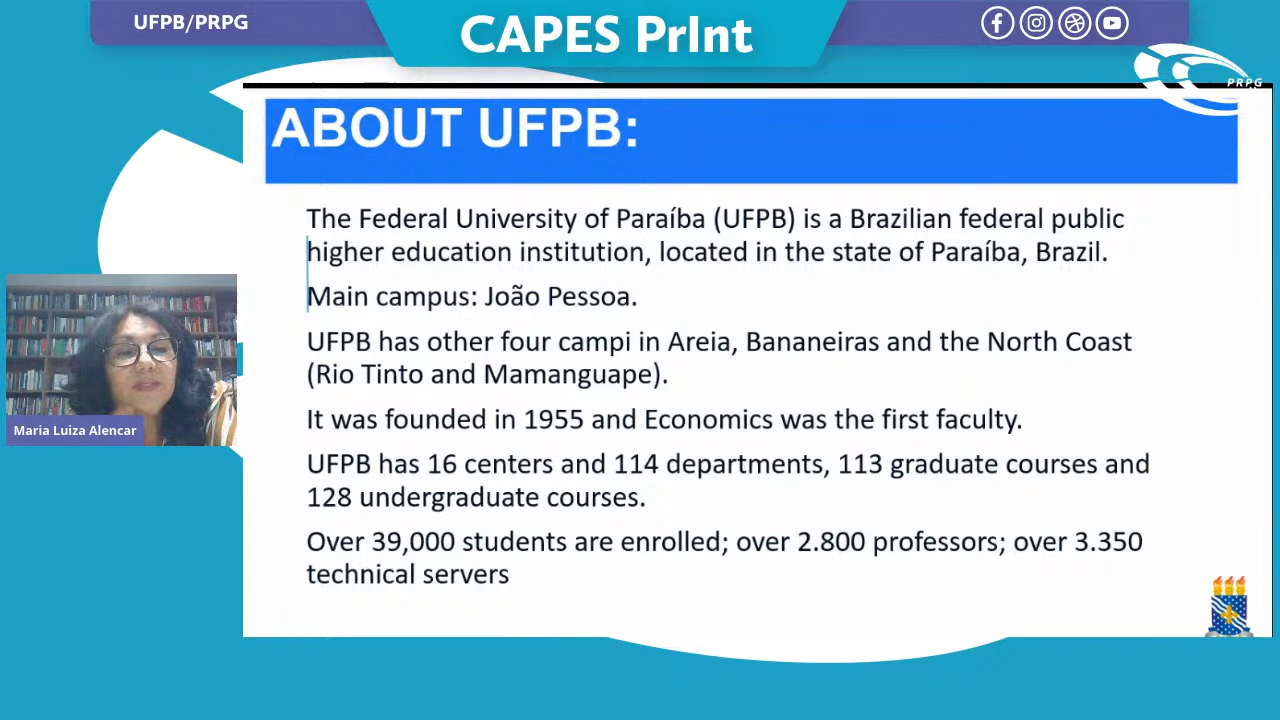 UFPB/PRPG
CAPES PrInt
PRPG
ABOUT UFPB:
The Federal University of Paraíba (UFPB) is a Brazilian federal public
higher education institution, located in the state of Paraíba, Brazil.
Main campus: João Pessoa.
UFPB has other four campi in Areia, Bananeiras and the North Coast
(Rio Tinto and Mamanguape).
It was founded in 1955 and Economics was the first faculty.
UFPB has 16 centers and 114 departments, 113 graduate courses and
128 undergraduate courses.
Over 39,000 students are enrolled; over 2.800 professors; over 3.350
technical servers
Maria Luiza Alencar